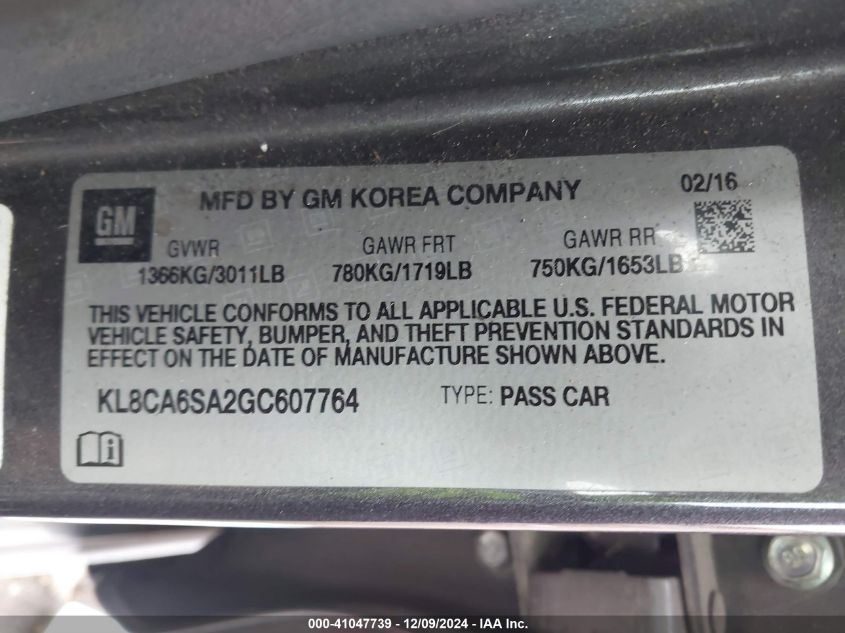 GM
MFD BY GM KOREA COMPANY
02/16
GVWR
GAWR FRT
GAWR RR
1366KG/3011LB
780KG/1719LB
750KG/1653LB
THIS VEHICLE CONFORMS TO ALL APPLICABLE U.S. FEDERAL MOTOR
VEHICLE SAFETY, BUMPER, AND THEFT PREVENTION STANDARDS IN
EFFECT ON THE DATE OF MANUFACTURE SHOWN ABOVE.
KL8CA6SA2GC607764
TYPE: PASS CAR
000-41047739 - 12/09/2024 - IAA Inc.